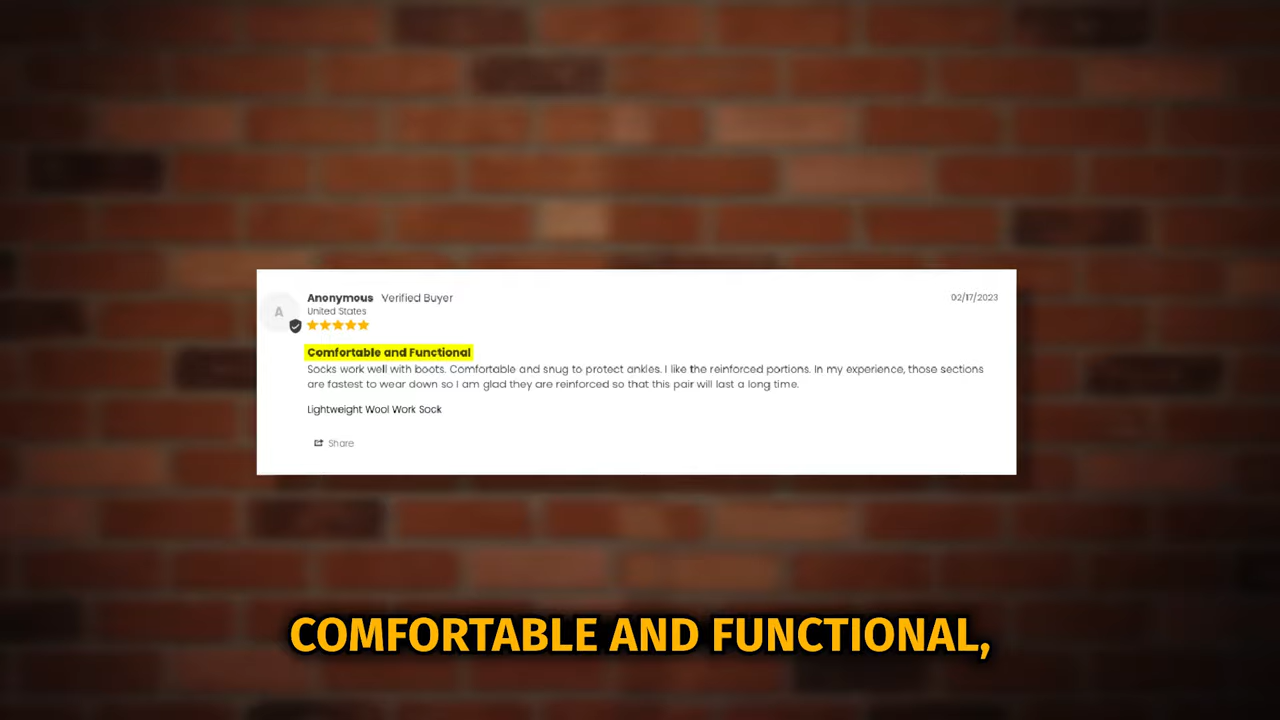 A
Anonymous Verified Buyer 02/17/2023
United States
Comfortable and Functional
Socks work well with boots. Comfortable and snug to protect ankles. I like the reinforced portions. In my experience, those sections
are fastest to wear down so I am glad they are reinforced so that this pair will last a long time.
Lightweight Wool Work Sock
Share
COMFORTABLE AND FUNCTIONAL,